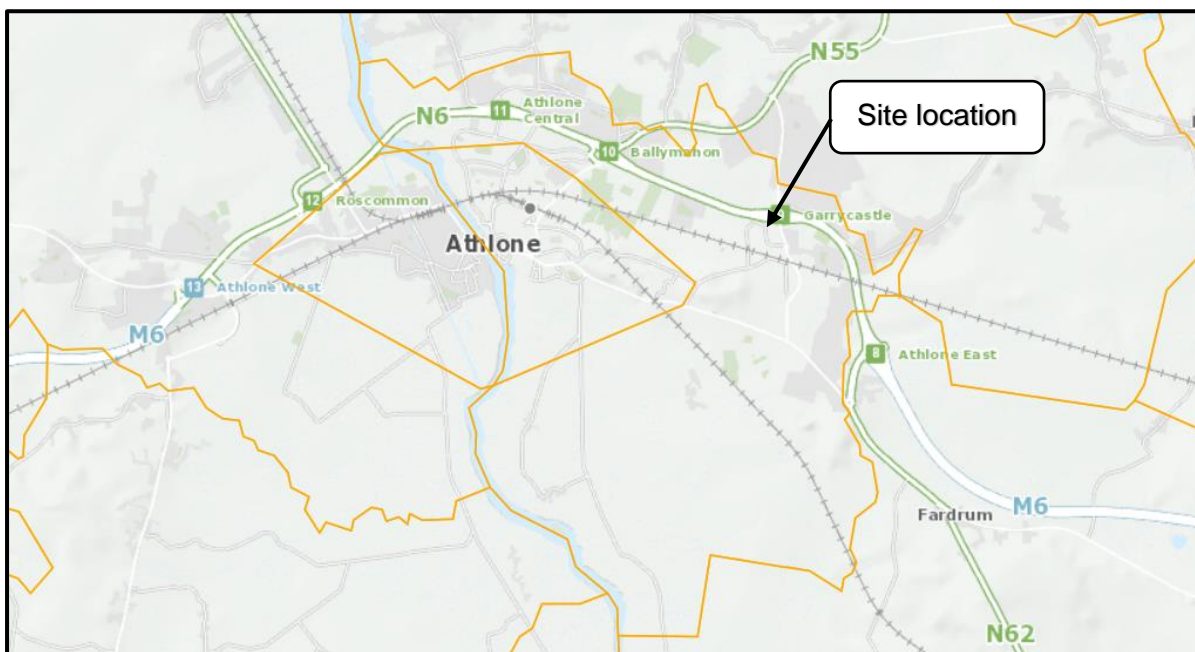 N55
N6
11
Athlone
Central
Site location
10
Ballymahon
12
Roscommon
Garrycastle
Athlone
13
Athlone West
M6
8
Athlone East
Fardrum
M6
N62